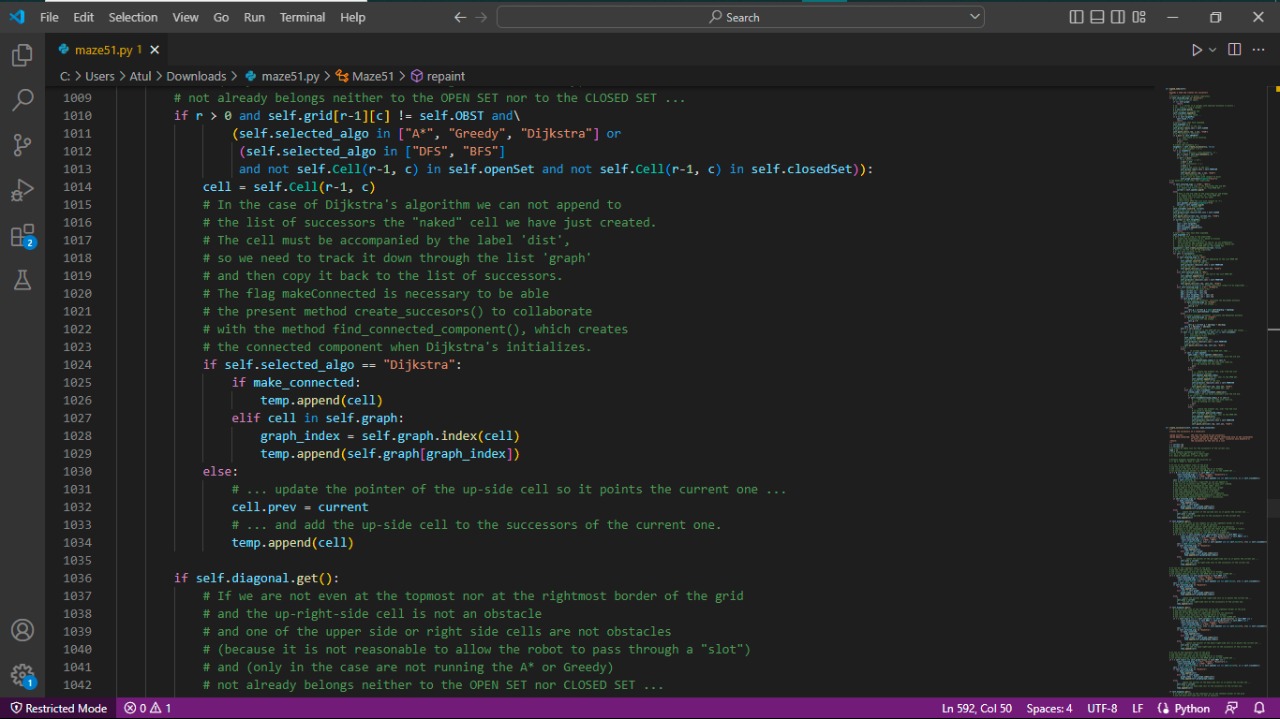 File Edit Selection View Go Run Terminal Help Search
maze51.py 1
C: > Users > Atul > Downloads > maze51.py > Maze51 > repaint
1009 # not already belongs neither to the OPEN SET nor to the CLOSED SET ...
1010 if r > 0 and self.grid[r-1][c] != self.OBST and\
1011 (self.selected_algo in ["A*", "Greedy", "Dijkstra"] or
1012 (self.selected_algo in ["DFS", "BFS"]
1013 and not self.Cell(r-1, c) in self.openSet and not self.Cell(r-1, c) in self.closedSet)):
1014 cell = self.Cell(r-1, c)
1015 # In the case of Dijkstra's algorithm we can not append to
1016 # the list of successors the "naked" cell we have just created.
1017 # The cell must be accompanied by the label 'dist',
1018 # so we need to track it down through the list 'graph'
1019 # and then copy it back to the list of successors.
1020 # The flag makeConnected is necessary to be able
1021 # the present method create_succesors() to collaborate
1022 # with the method find_connected_component(), which creates
1023 # the connected component when Dijkstra's initializes.
1024 if self.selected_algo == "Dijkstra":
1025 if make_connected:
1026 temp.append(cell)
1027 elif cell in self.graph:
1028 graph_index = self.graph.index(cell)
1029 temp.append(self.graph[graph_index])
1030 else:
1031 # ... update the pointer of the up-side cell so it points the current one ...
1032 cell.prev = current
1033 # ... and add the up-side cell to the successors of the current one.
1034 temp.append(cell)
1035
1036 if self.diagonal.get():
1037 # If we are not even at the topmost nor at the rightmost border of the grid
1038 # and the up-right-side cell is not an obstacle
1039 # and one of the upper side or right side cells are not obstacles
1040 # (because it is not reasonable to allow the robot to pass through a "slot")
1041 # and (only in the case are not running the A* or Greedy)
1042 # not already belongs neither to the OPEN SET nor CLOSED SET ...
2
1
Restricted Mode 0 1 Ln 592, Col 50 Spaces: 4 UTF-8 LF Python